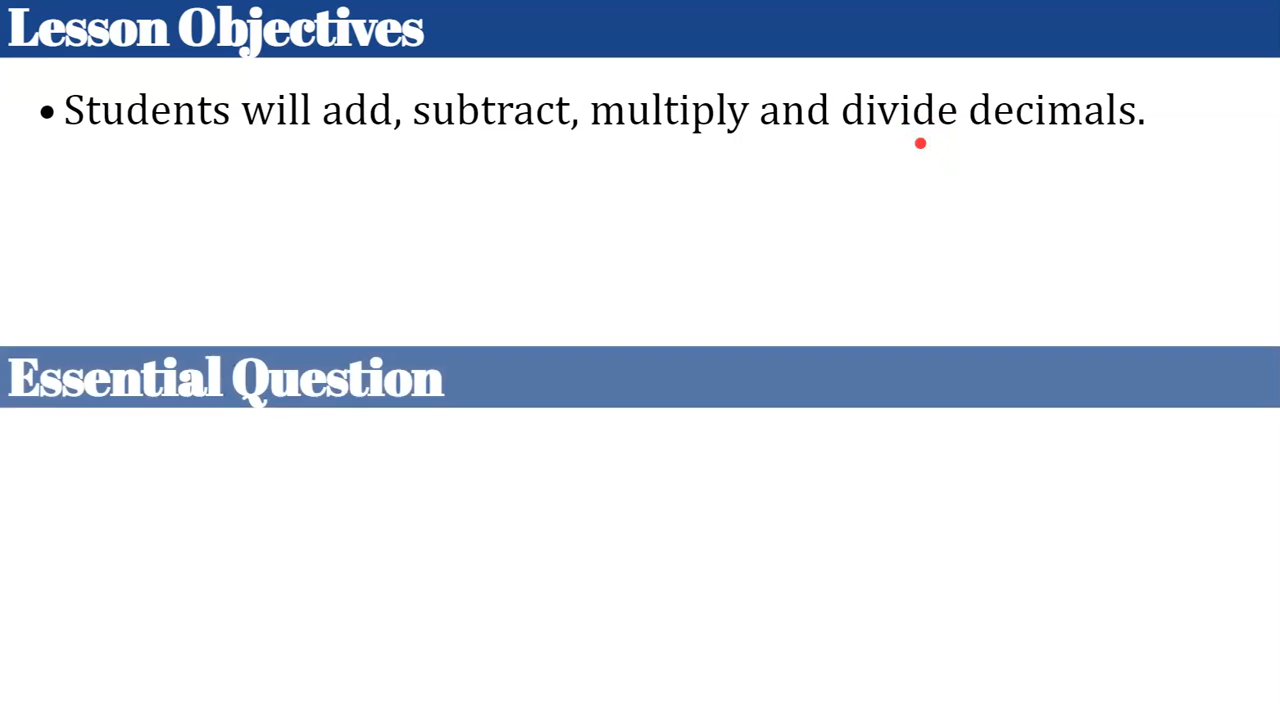 Lesson Objectives
• Students will add, subtract, multiply and divide decimals.
Essential Question